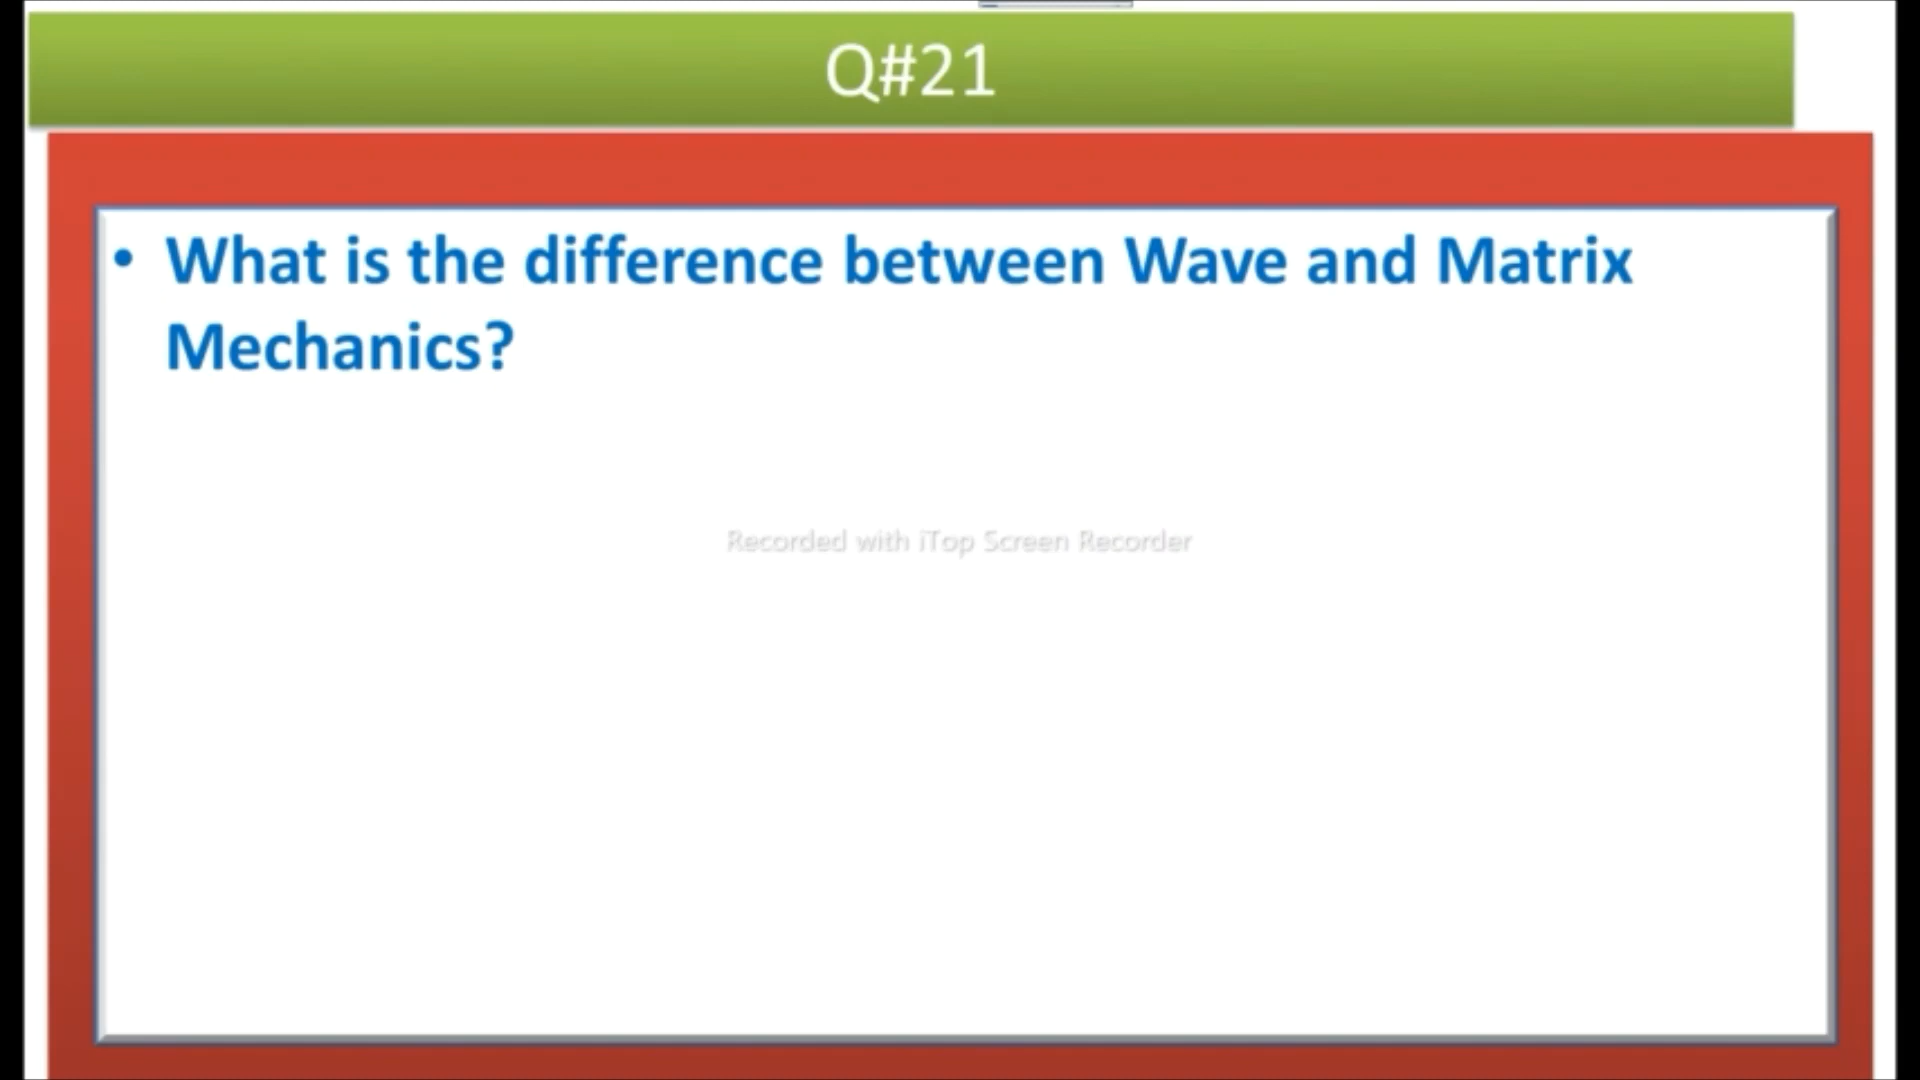 Q#21
• What is the difference between Wave and Matrix
Mechanics?
Recorded with iTop Screen Recorder